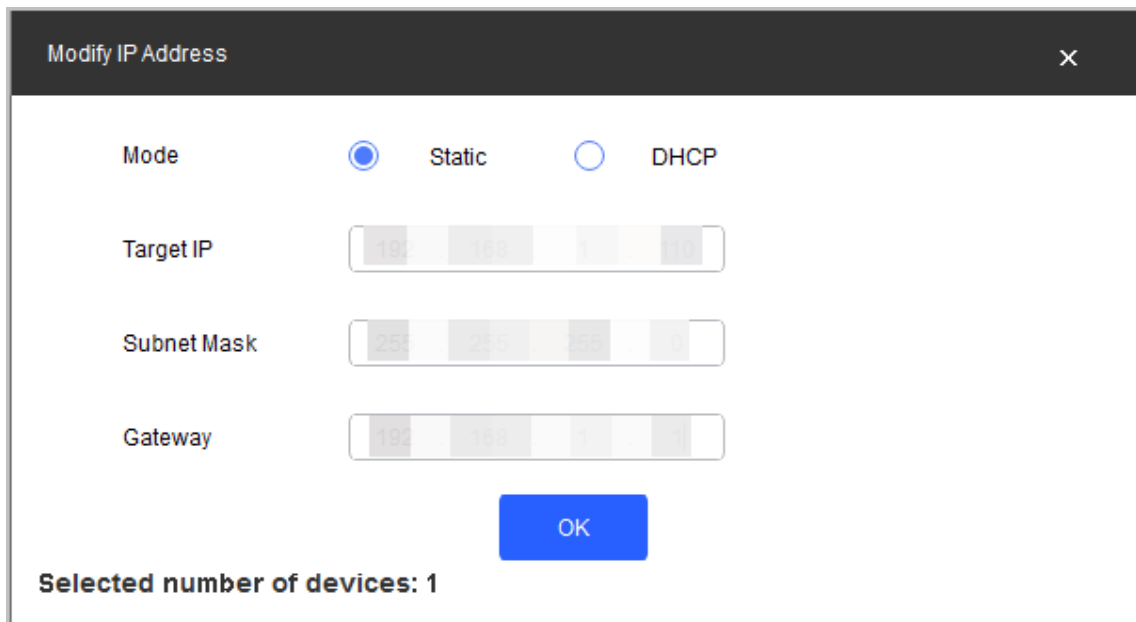 Modify IP Address
Mode Static DHCP
Target IP 192 . 168 . 1 . 110
Subnet Mask 255 . 255 . 255 . 0
Gateway 192 . 168 . 1 . 1
OK
Selected number of devices: 1